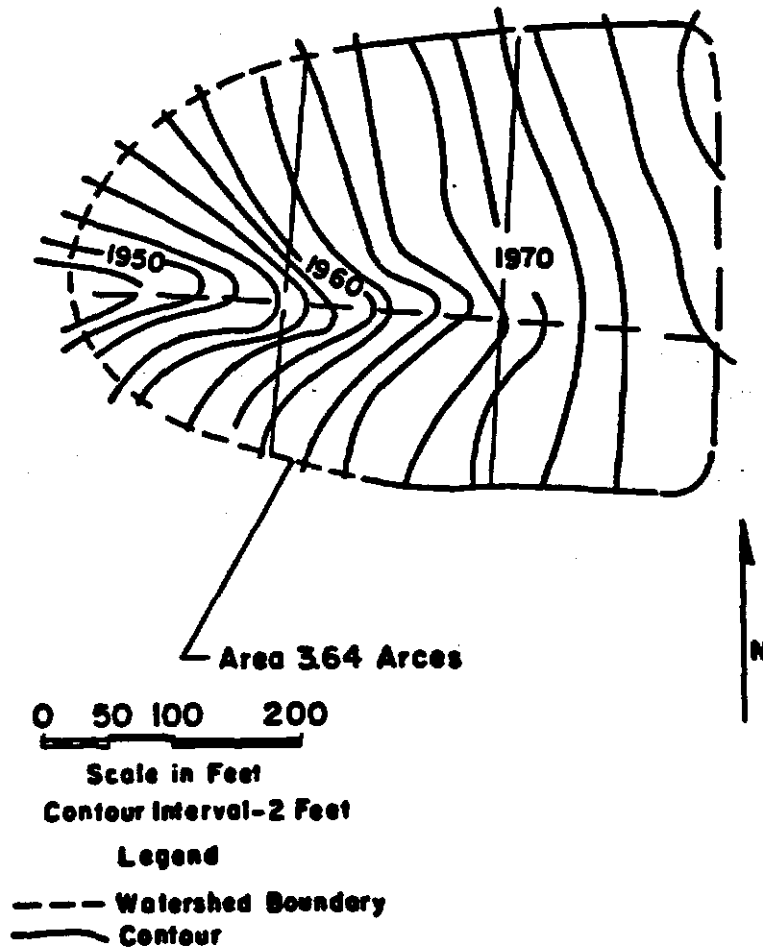 1950
1960
1970
Area 3.64 Arces
N
0 50 100 200
Scale in Feet
Contour Interval-2 Feet
Legend
Watershed Boundary
Contour